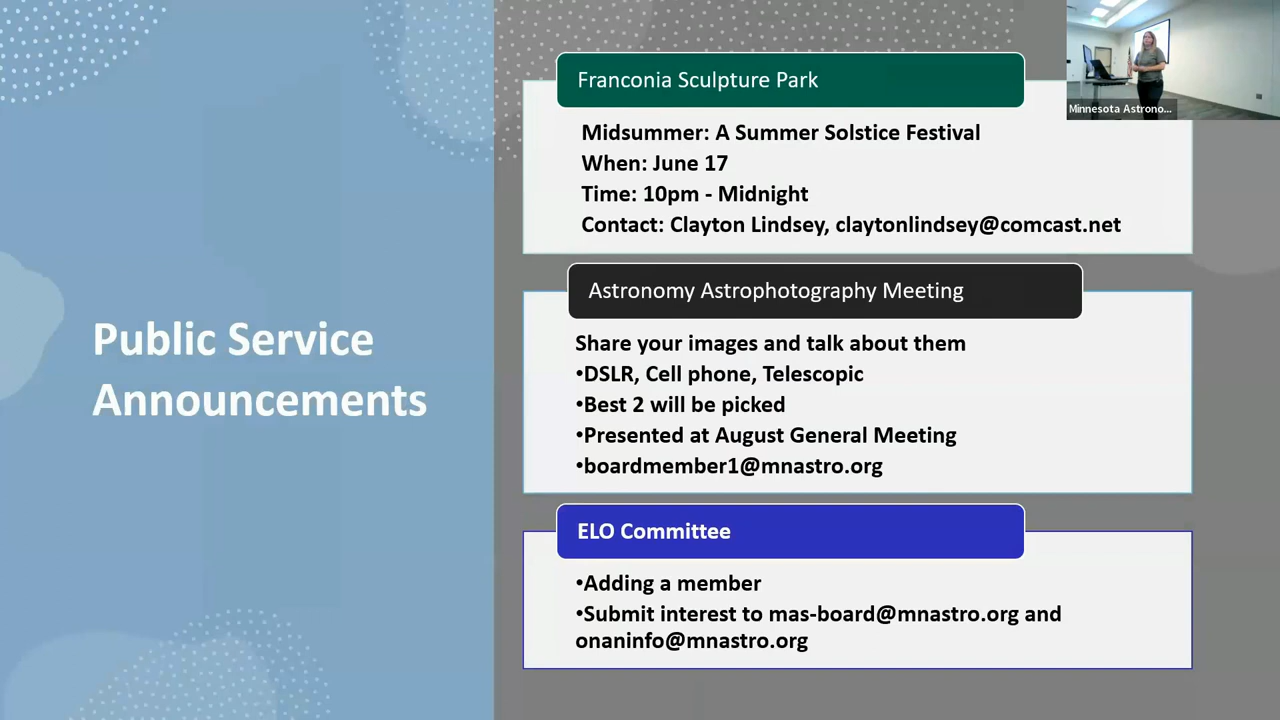 Public Service
Announcements
Franconia Sculpture Park
Midsummer: A Summer Solstice Festival
When: June 17
Time: 10pm - Midnight
Contact: Clayton Lindsey, claytonlindsey@comcast.net
Astronomy Astrophotography Meeting
Share your images and talk about them
•DSLR, Cell phone, Telescopic
•Best 2 will be picked
•Presented at August General Meeting
•boardmember1@mnastro.org
ELO Committee
•Adding a member
•Submit interest to mas-board@mnastro.org and
onaninfo@mnastro.org
Minnesota Astrono...